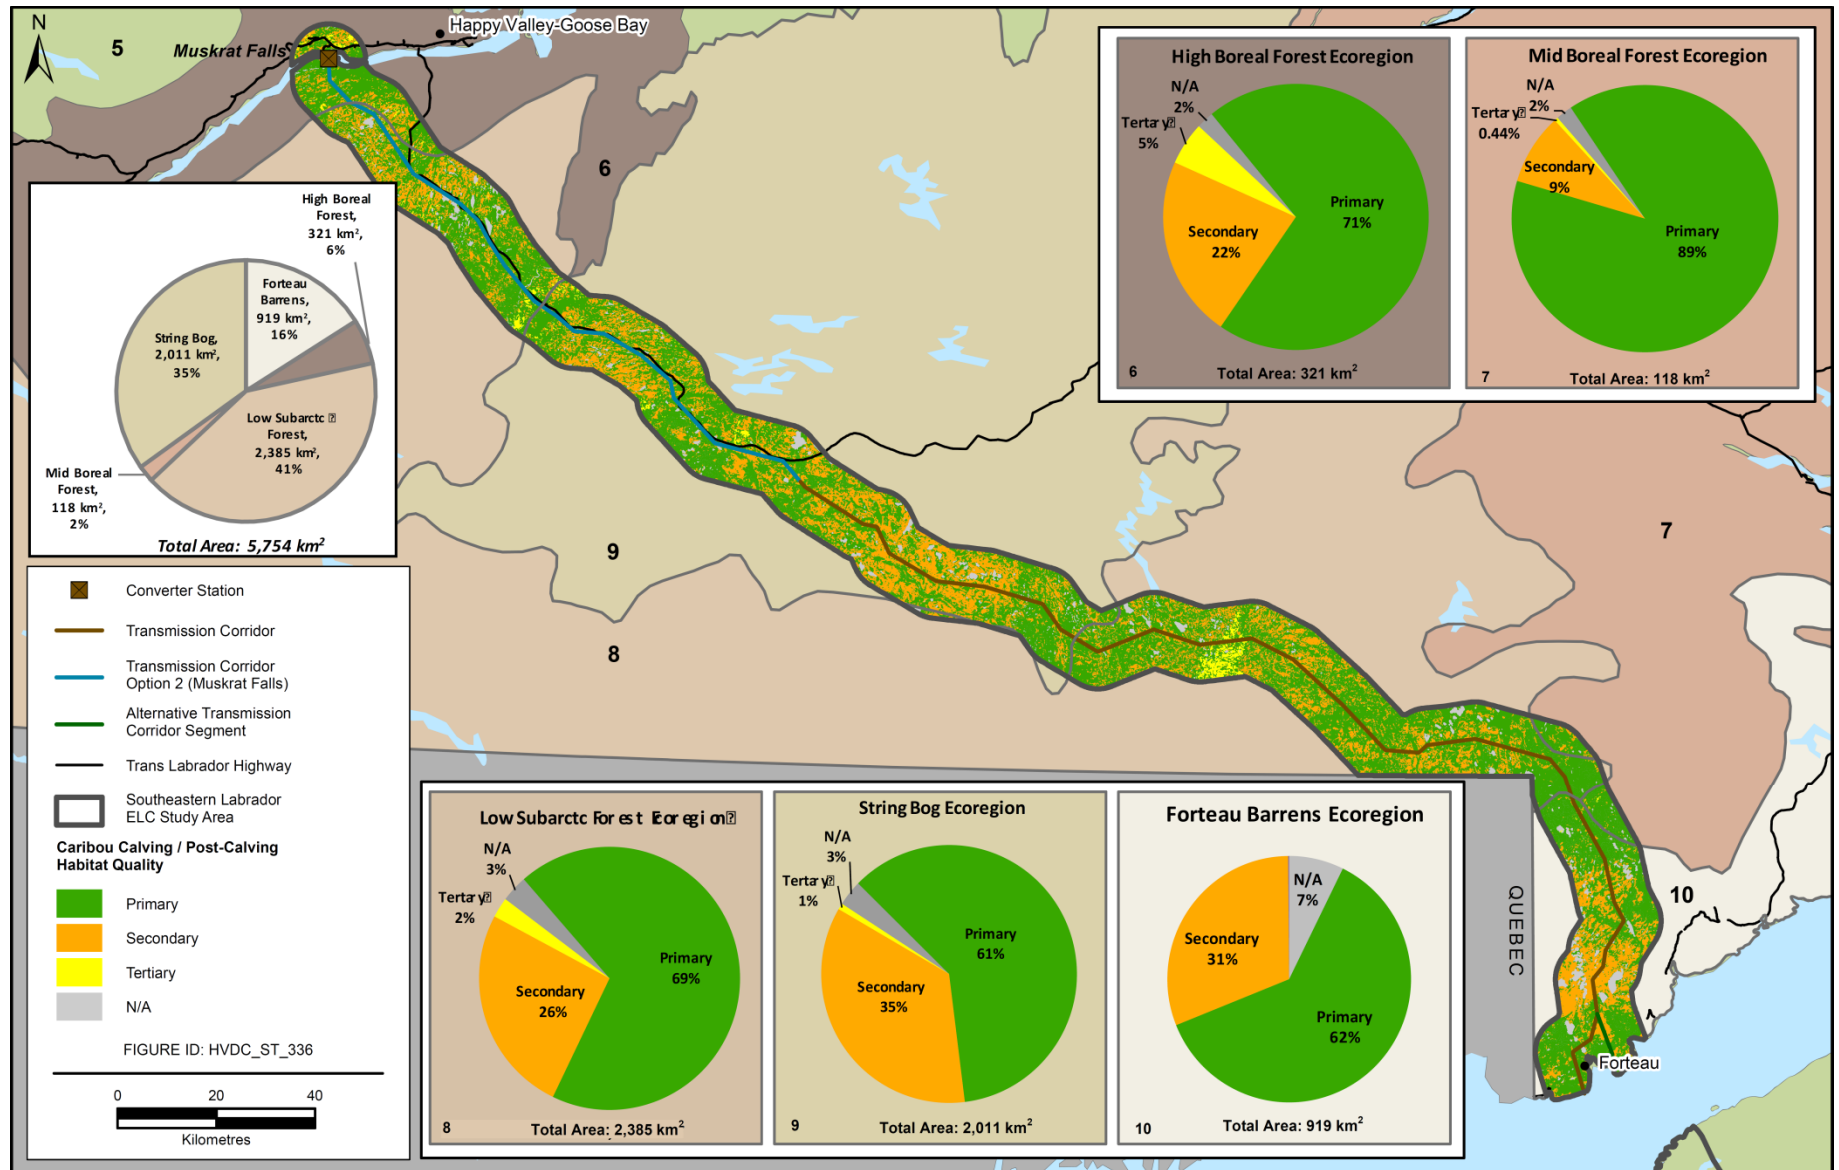 N
5
Muskrat Falls
Happy Valley-Goose Bay
6
9
8
7
10
QUEBEC
Forteau
High Boreal Forest Ecoregion
N/A
2%
Primary
71%
Secondary
22%
5%
6
Total Area: 321 km²
Mid Boreal Forest Ecoregion
N/A
2%
0.44%
Secondary
9%
Primary
89%
7
Total Area: 118 km²
High Boreal
Forest,
321 km²,
6%
Forteau
Barrens,
919 km²,
16%
String Bog,
2,011 km²,
35%
Low Subarctc
Forest,
2,385 km²,
41%
Mid Boreal
Forest,
118 km²,
2%
Total Area: 5,754 km²
Converter Station
Transmission Corridor
Transmission Corridor
Option 2 (Muskrat Falls)
Alternative Transmission
Corridor Segment
Trans Labrador Highway
Southeastern Labrador
ELC Study Area
Caribou Calving / Post-Calving
Habitat Quality
Primary
Secondary
Tertiary
N/A
FIGURE ID: HVDC_ST_336
0 20 40
Kilometres
Low Subarctc Forest Ecoregion
N/A
3%
2%
Primary
69%
Secondary
26%
8
Total Area: 2,385 km²
String Bog Ecoregion
N/A
3%
1%
Primary
61%
Secondary
35%
9
Total Area: 2,011 km²
Forteau Barrens Ecoregion
N/A
7%
Secondary
31%
Primary
62%
10
Total Area: 919 km²